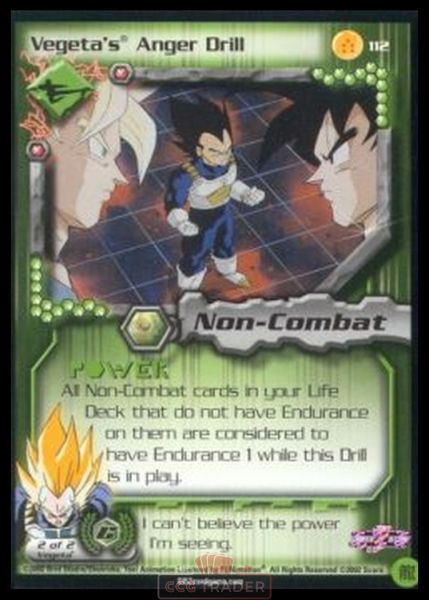 Vegeta's® Anger Drill
112
Non-Combat
POWER
All Non-Combat cards in your Life
Deck that do not have Endurance
on them are considered to
have Endurance 1 while this Drill
is in play.
I can't believe the power
I'm seeing.
2 of 2
Vegeta
CCG TRADER